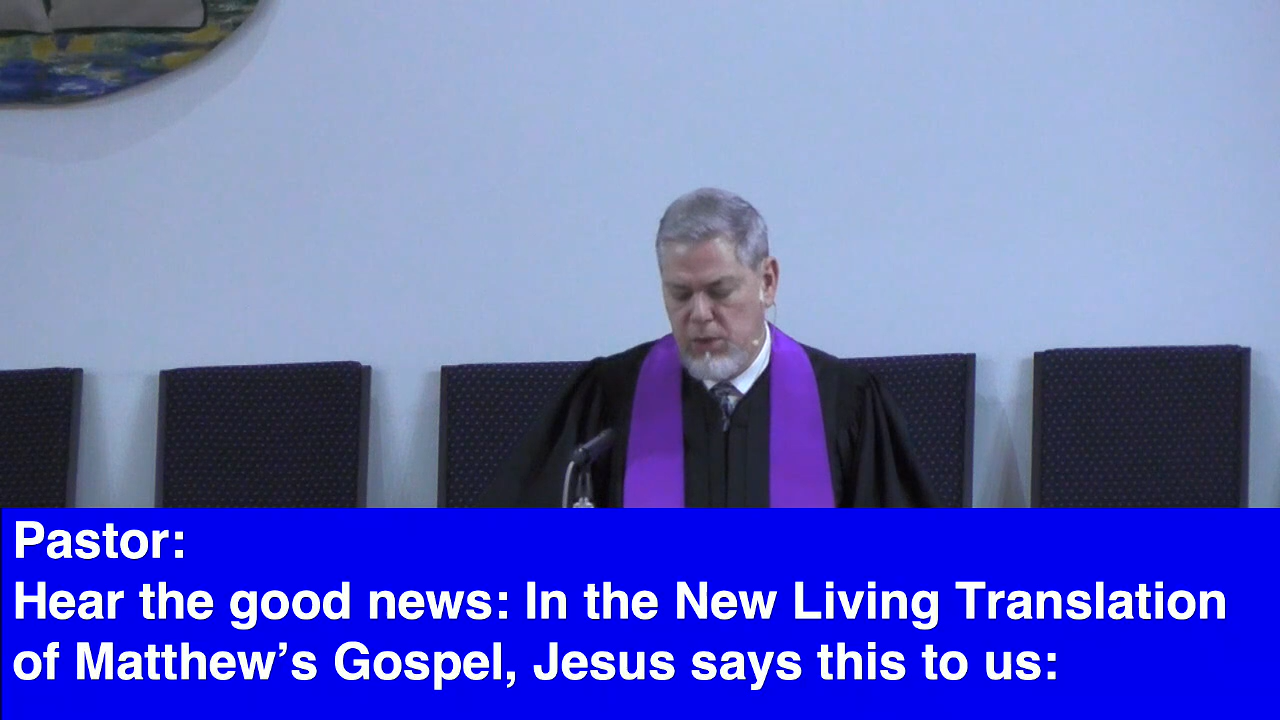 Pastor:
Hear the good news: In the New Living Translation
of Matthew’s Gospel, Jesus says this to us: